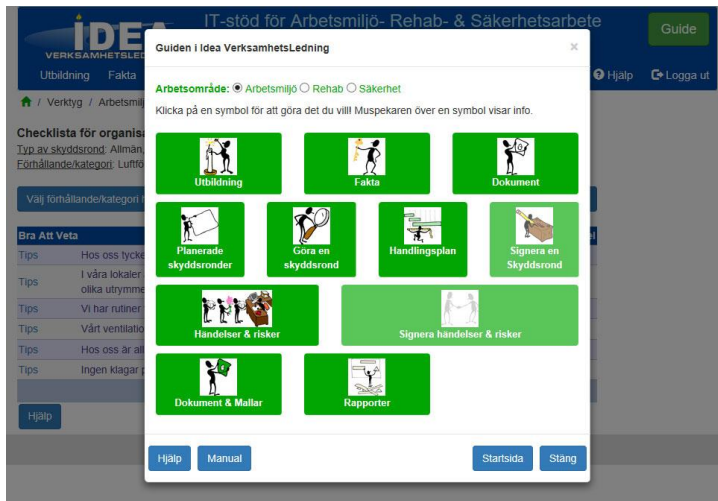 IT-stöd för Arbetsmiljö- Rehab- & Säkerhetsarbete
Guide
IDEA
VERKSAMHETSLED
Utbildning Fakta
Hjälp Logga ut
/ Verktyg / Arbetsmilj
Checklista för organisa
Typ av skyddsrond: Allmän,
Förhållande/kategori: Luftfö
Välj förhållande/kategori
Bra Att Veta
Tips Hos oss tycke
Tips I våra lokaler
olika utrymme
Tips Vi har rutiner
Tips Vårt ventilatio
Tips Hos oss är all
Tips Ingen klagar p
Hjälp
Guiden i Idea VerksamhetsLedning ×
Arbetsområde: Arbetsmiljö Rehab Säkerhet
Klicka på en symbol för att göra det du vill! Muspekaren över en symbol visar info.
Utbildning
Fakta
Dokument
Planerade
skyddsronder
Göra en
skyddsrond
Handlingsplan
Signera en
Skyddsrond
Händelser & risker
Signera händelser & risker
Dokument & Mallar
Rapporter
Hjälp Manual Startsida Stäng